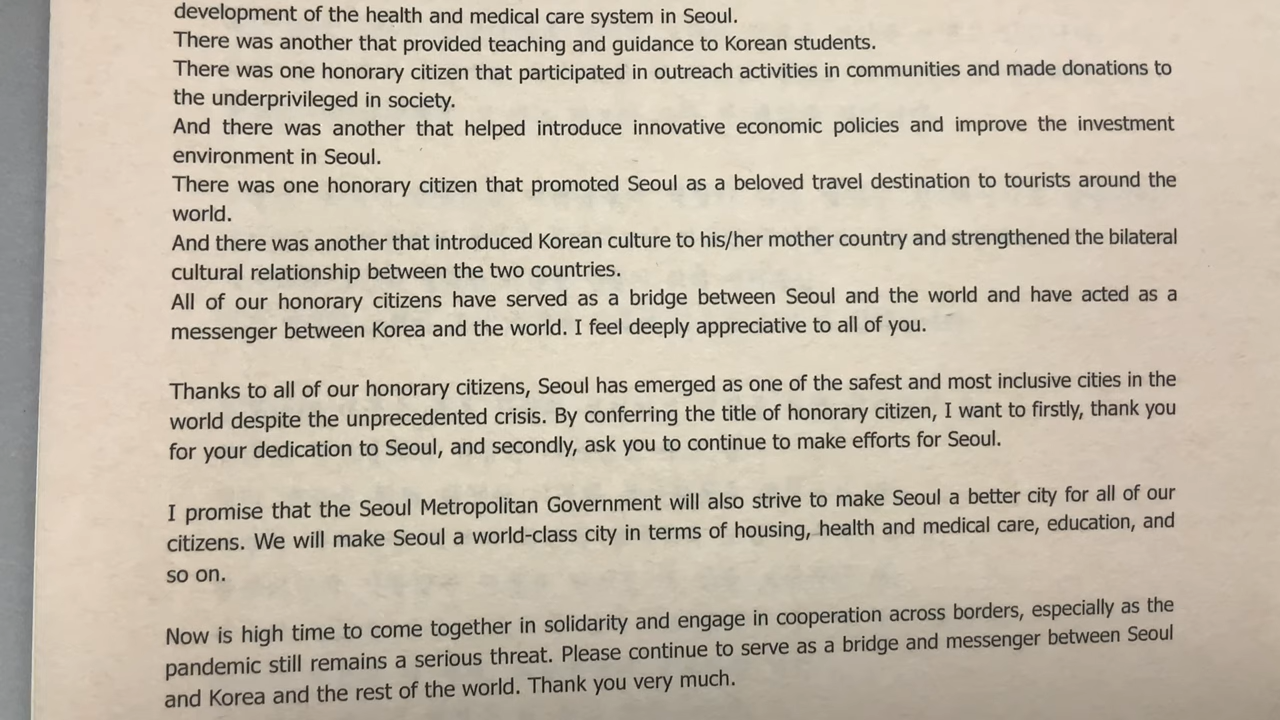 development of the health and medical care system in Seoul.
There was another that provided teaching and guidance to Korean students.
There was one honorary citizen that participated in outreach activities in communities and made donations to
the underprivileged in society.
And there was another that helped introduce innovative economic policies and improve the investment
environment in Seoul.
There was one honorary citizen that promoted Seoul as a beloved travel destination to tourists around the
world.
And there was another that introduced Korean culture to his/her mother country and strengthened the bilateral
cultural relationship between the two countries.
All of our honorary citizens have served as a bridge between Seoul and the world and have acted as a
messenger between Korea and the world. I feel deeply appreciative to all of you.
Thanks to all of our honorary citizens, Seoul has emerged as one of the safest and most inclusive cities in the
world despite the unprecedented crisis. By conferring the title of honorary citizen, I want to firstly, thank you
for your dedication to Seoul, and secondly, ask you to continue to make efforts for Seoul.
I promise that the Seoul Metropolitan Government will also strive to make Seoul a better city for all of our
citizens. We will make Seoul a world-class city in terms of housing, health and medical care, education, and
so on.
Now is high time to come together in solidarity and engage in cooperation across borders, especially as the
pandemic still remains a serious threat. Please continue to serve as a bridge and messenger between Seoul
and Korea and the rest of the world. Thank you very much.